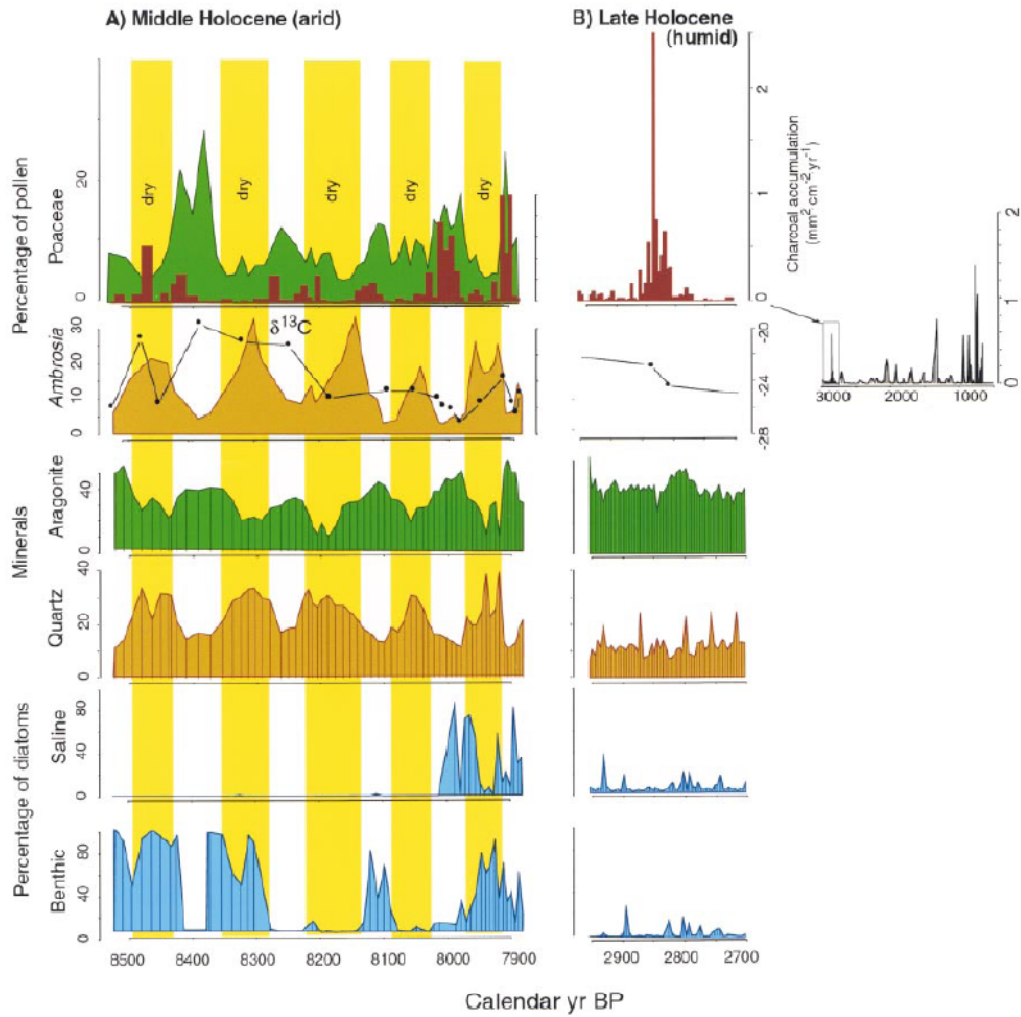 A) Middle Holocene (arid)
B) Late Holocene
(humid)
Percentage of pollen
Poaceae
20
0
dry
dry
dry
dry
dry
2
1
0
Charcoal accumulation
(mm² cm⁻² yr⁻¹)
2
1
0
3000
2000
1000
Ambrosia
30
20
10
0
δ¹³C
-20
-24
-28
Minerals
Aragonite
40
0
Quartz
40
20
0
Percentage of diatoms
Saline
80
40
0
Benthic
80
40
0
8500 8400 8300 8200 8100 8000 7900
2900 2800 2700
Calendar yr BP